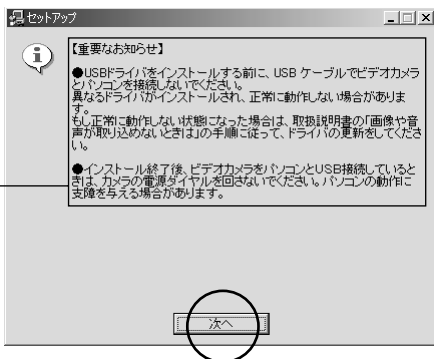 セットアップ
【重要なお知らせ】
●USBドライバをインストールする前に、USB ケーブルでビデオカメラ
とパソコンを接続しないでください。
異なるドライバがインストールされ、正常に動作しない場合がありま
す。
もし正常に動作しない状態になった場合は、取扱説明書の「画像や音
声が取り込めないときは」の手順に従って、ドライバの更新をしてくださ
い。
●インストール終了後、ビデオカメラをパソコンとUSB接続していると
きは、カメラの電源ダイヤルを回さないでください。パソコンの動作に
支障を与える場合があります。
次へ